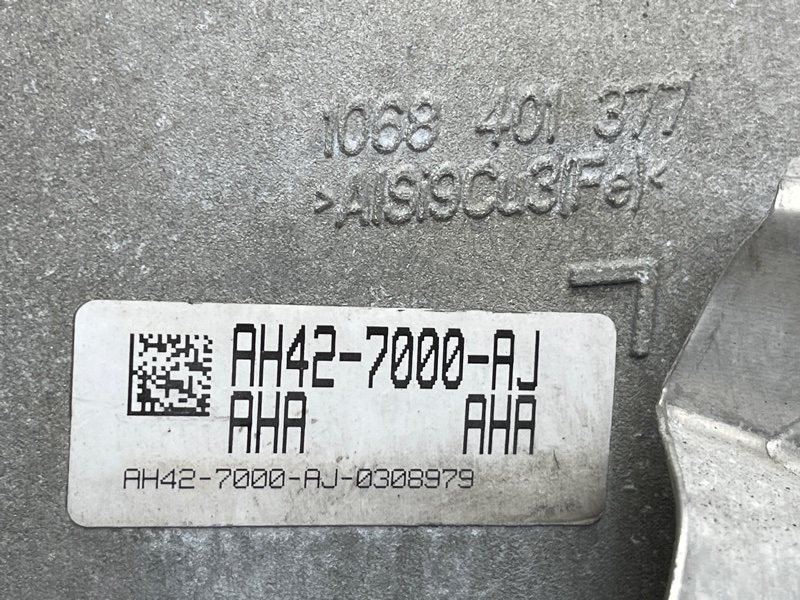 1068 401 377
>AlSi9Cu3(Fe)<
AH42-7000-AJ
AHA AHA
AH42-7000-AJ-0308979